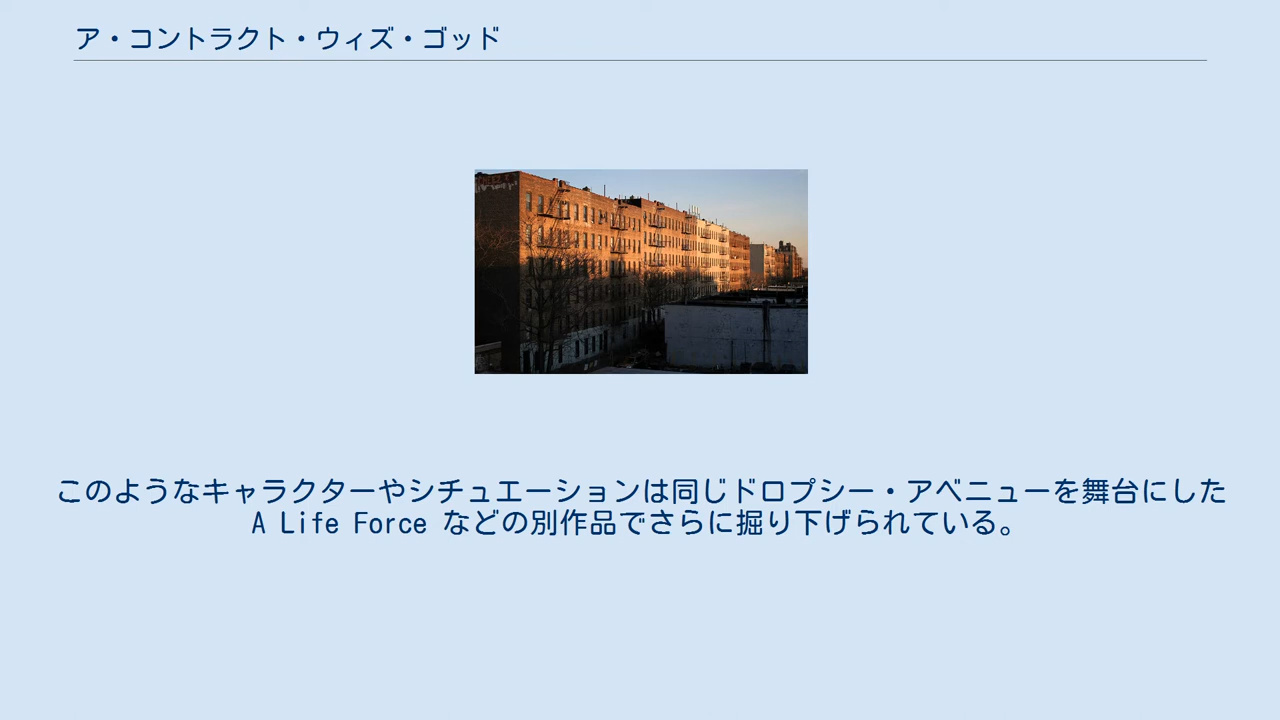 ア・コントラクト・ウィズ・ゴッド
このようなキャラクターやシチュエーションは同じドロプシー・アベニューを舞台にした
A Life Force などの別作品でさらに掘り下げられている。